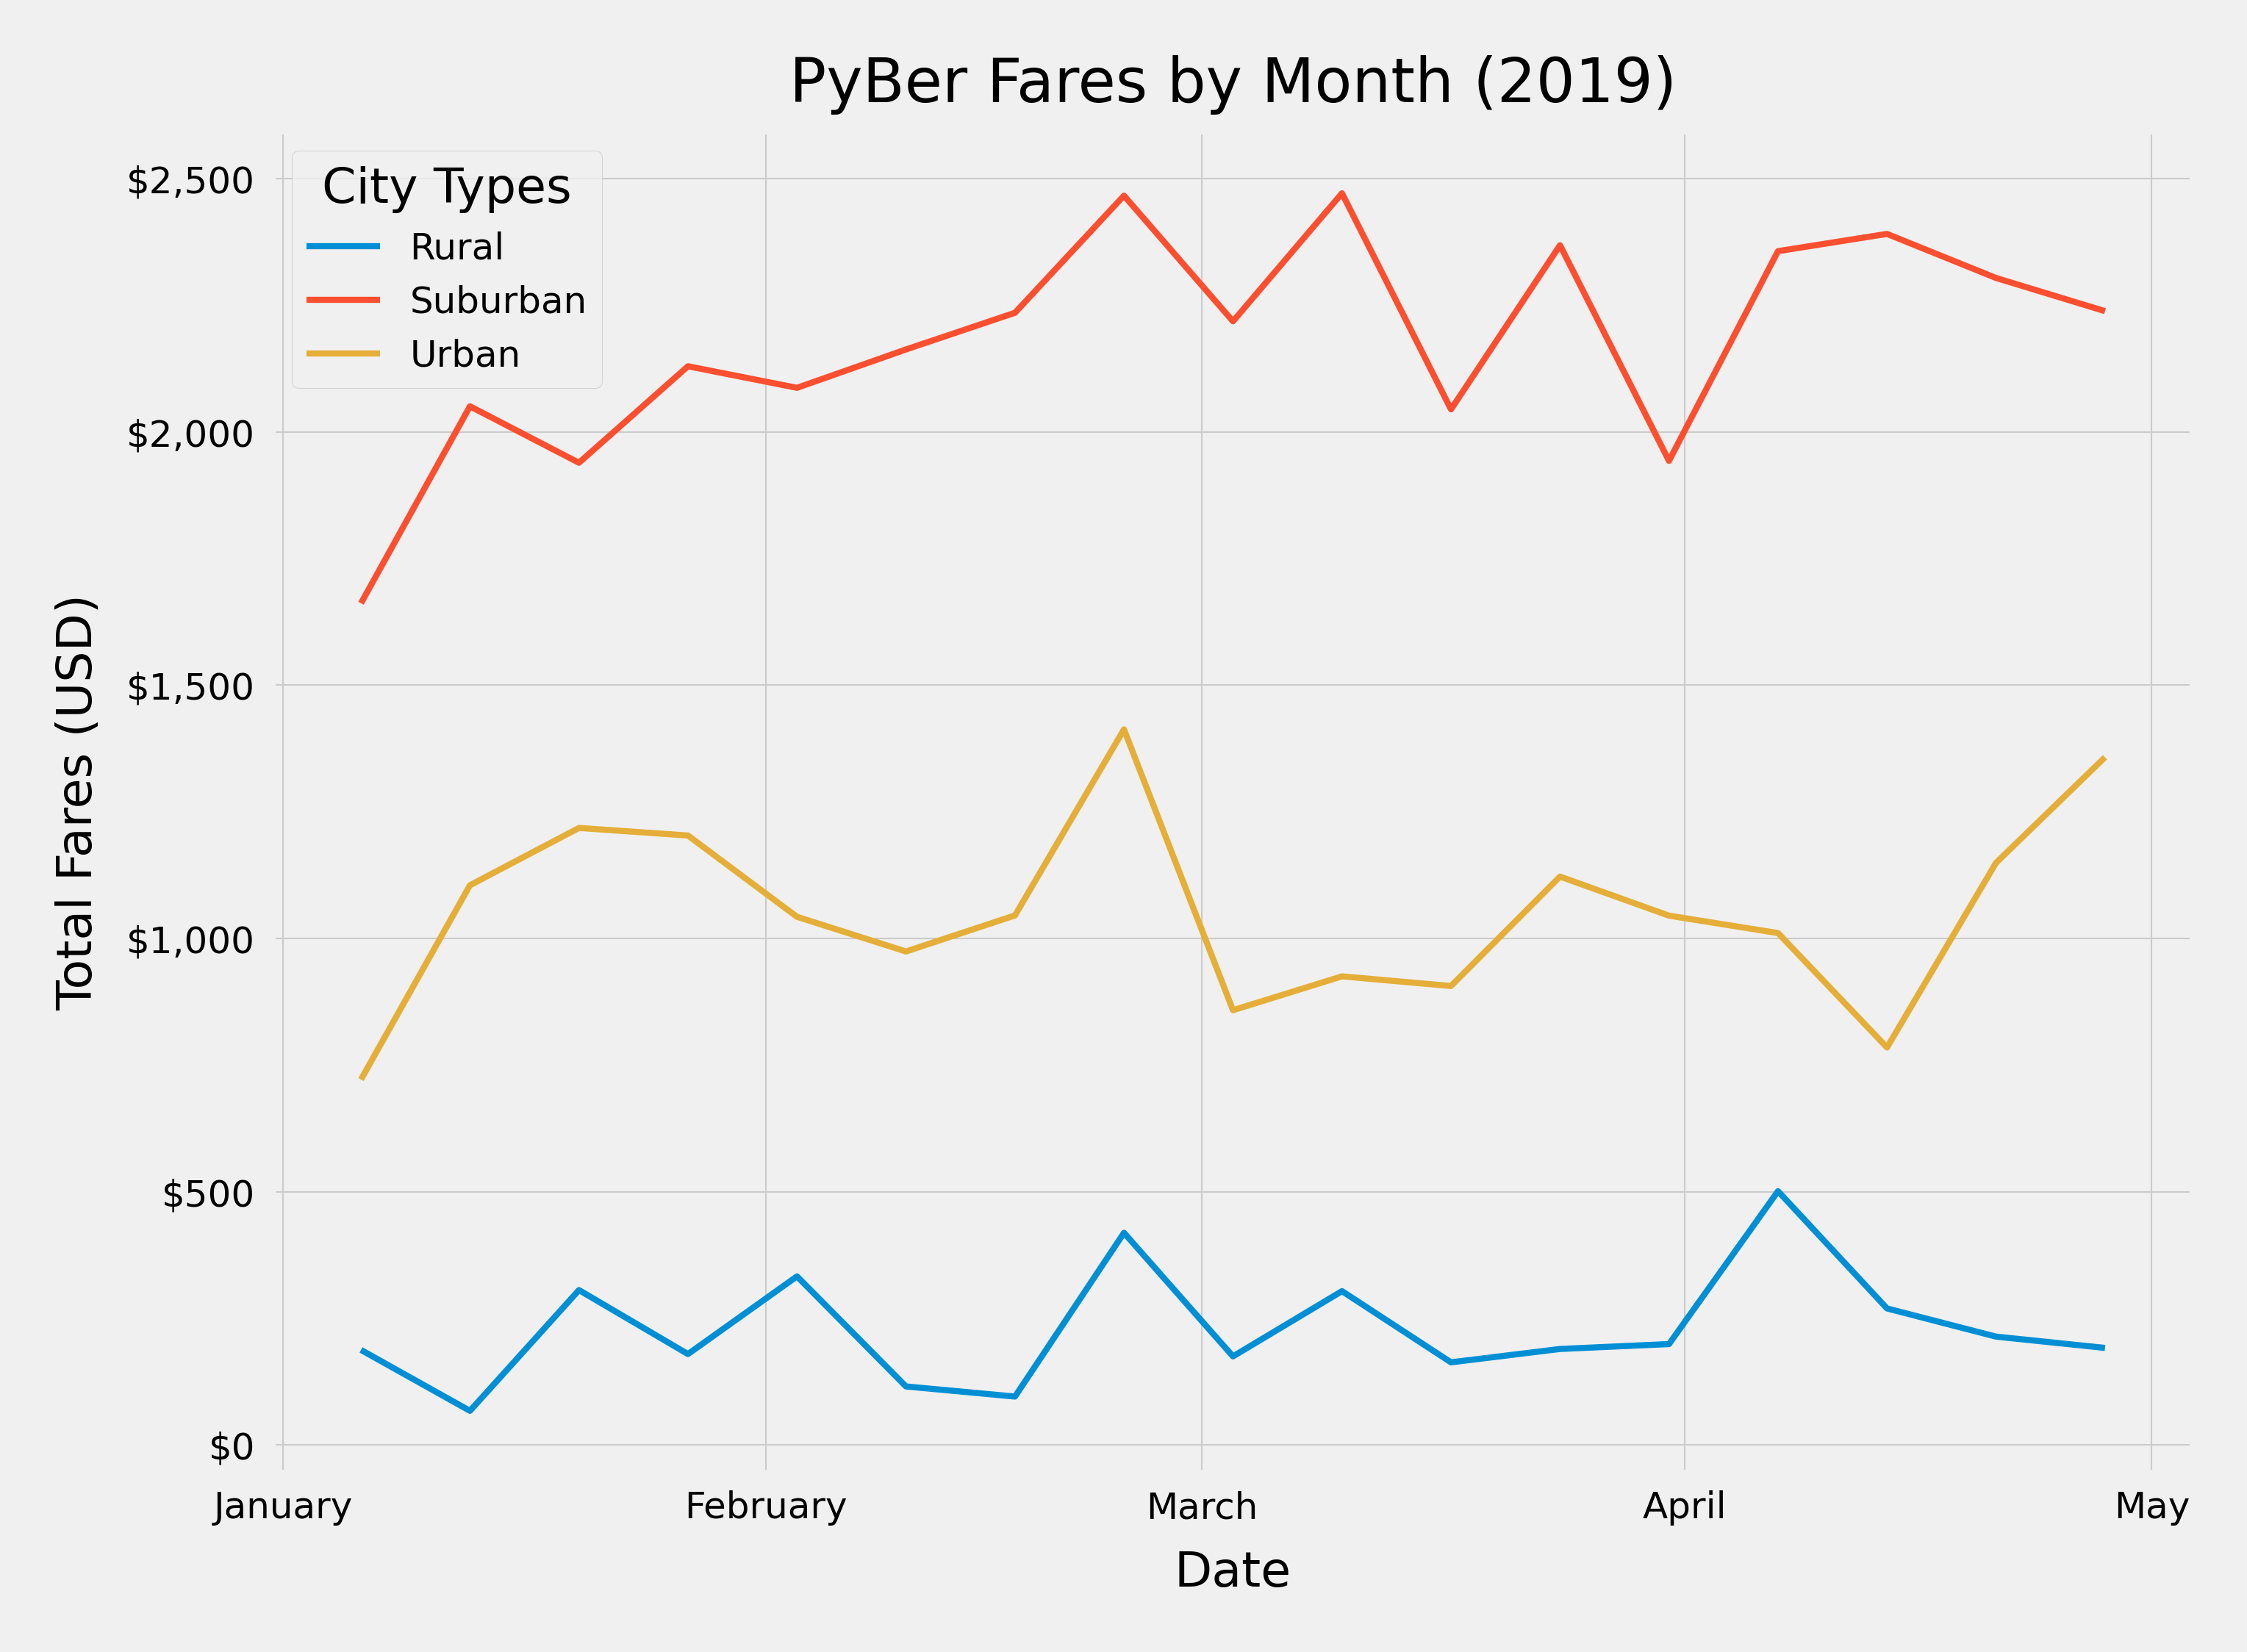 PyBer Fares by Month (2019)
City Types
Rural
Suburban
Urban
Total Fares (USD)
$2,500
$2,000
$1,500
$1,000
$500
$0
January February March April May
Date